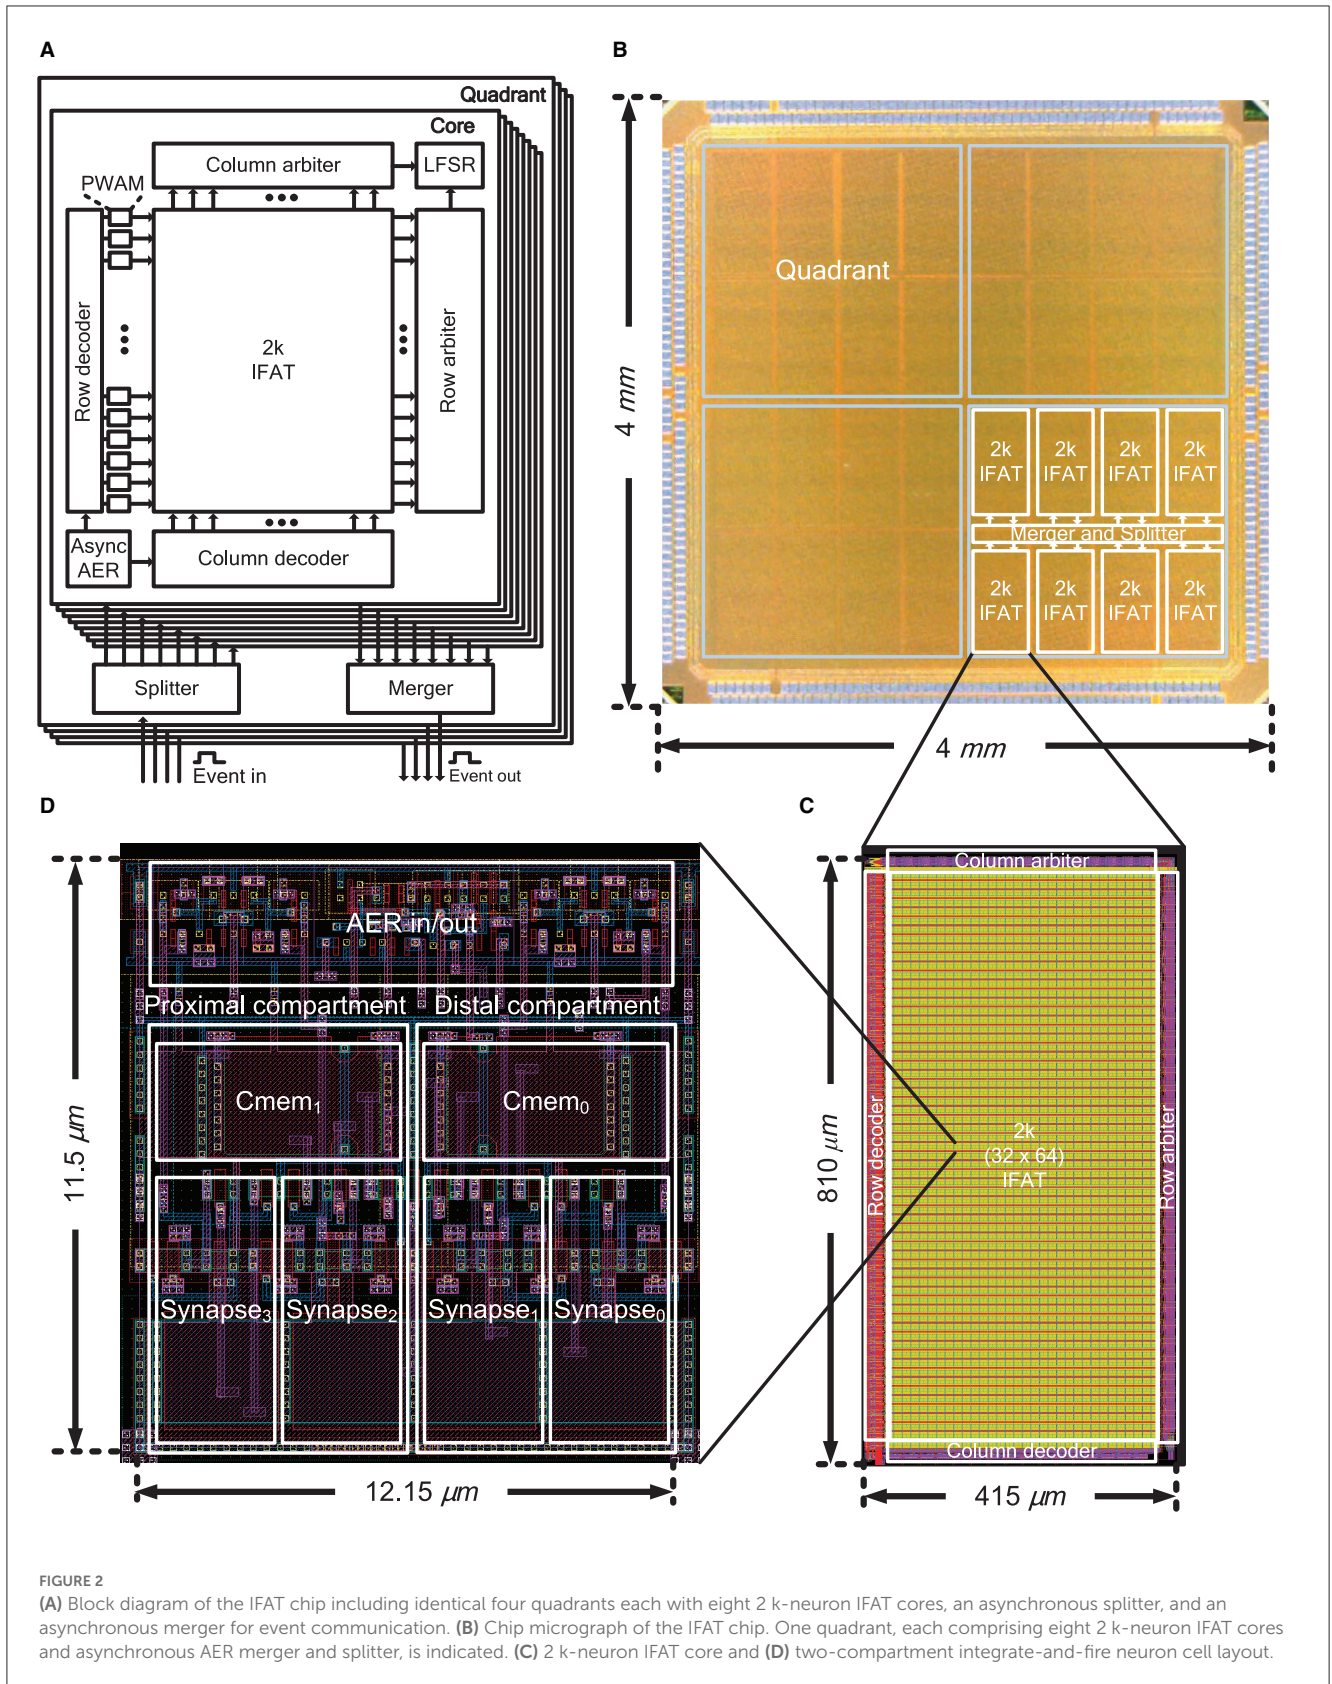 A
Quadrant
Core
Column arbiter
LFSR
PWAM
Row decoder
2k
IFAT
Row arbiter
Async
AER
Column decoder
Splitter
Merger
Event in
Event out
B
Quadrant
4 mm
2k
IFAT
2k
IFAT
2k
IFAT
2k
IFAT
Merger and Splitter
2k
IFAT
2k
IFAT
2k
IFAT
2k
IFAT
4 mm
D
AER in/out
Proximal compartment
Distal compartment
Cmem₁
Cmem₀
Synapse₃
Synapse₂
Synapse₁
Synapse₀
11.5 µm
12.15 µm
C
Column arbiter
Row decoder
2k
(32 x 64)
IFAT
Row arbiter
Column decoder
810 µm
415 µm
FIGURE 2
(A) Block diagram of the IFAT chip including identical four quadrants each with eight 2 k-neuron IFAT cores, an asynchronous splitter, and an
asynchronous merger for event communication. (B) Chip micrograph of the IFAT chip. One quadrant, each comprising eight 2 k-neuron IFAT cores
and asynchronous AER merger and splitter, is indicated. (C) 2 k-neuron IFAT core and (D) two-compartment integrate-and-fire neuron cell layout.